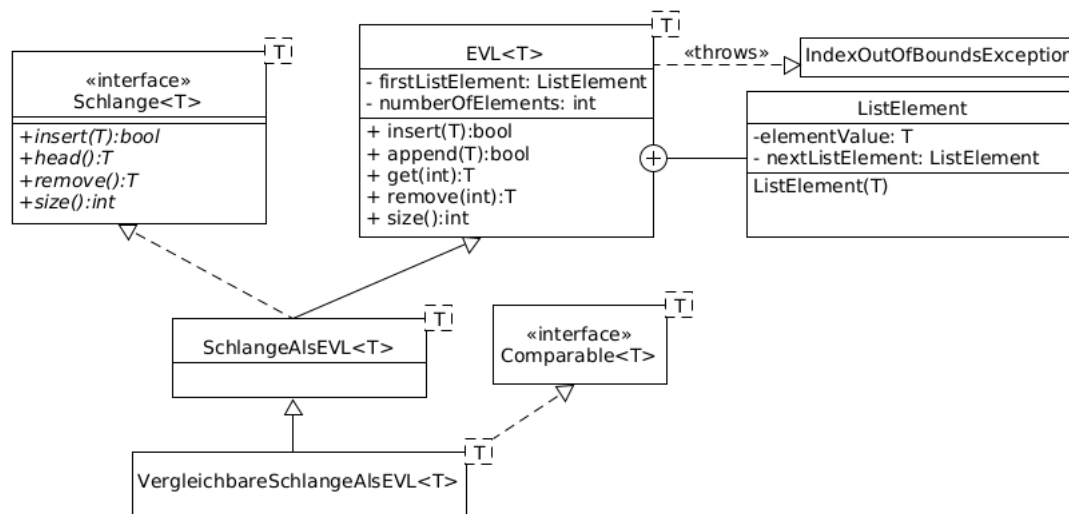 T
«interface»
Schlange<T>
+insert(T):bool
+head():T
+remove():T
+size():int
T
EVL<T>
- firstListElement: ListElement
- numberOfElements: int
+ insert(T):bool
+ append(T):bool
+ get(int):T
+ remove(int):T
+ size():int
«throws»
IndexOutOfBoundsException
ListElement
-elementValue: T
- nextListElement: ListElement
ListElement(T)
T
SchlangeAlsEVL<T>
T
«interface»
Comparable<T>
T
VergleichbareSchlangeAlsEVL<T>